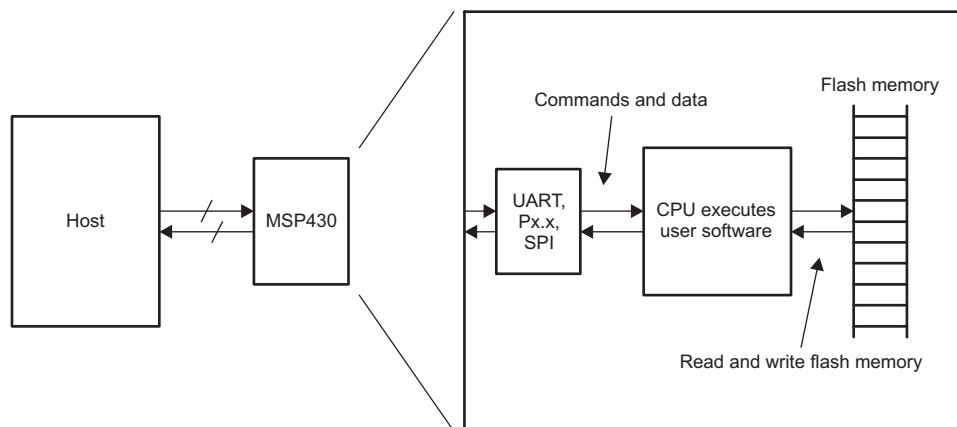 Host
MSP430
Commands and data
Flash memory
UART,
Px.x,
SPI
CPU executes
user software
Read and write flash memory